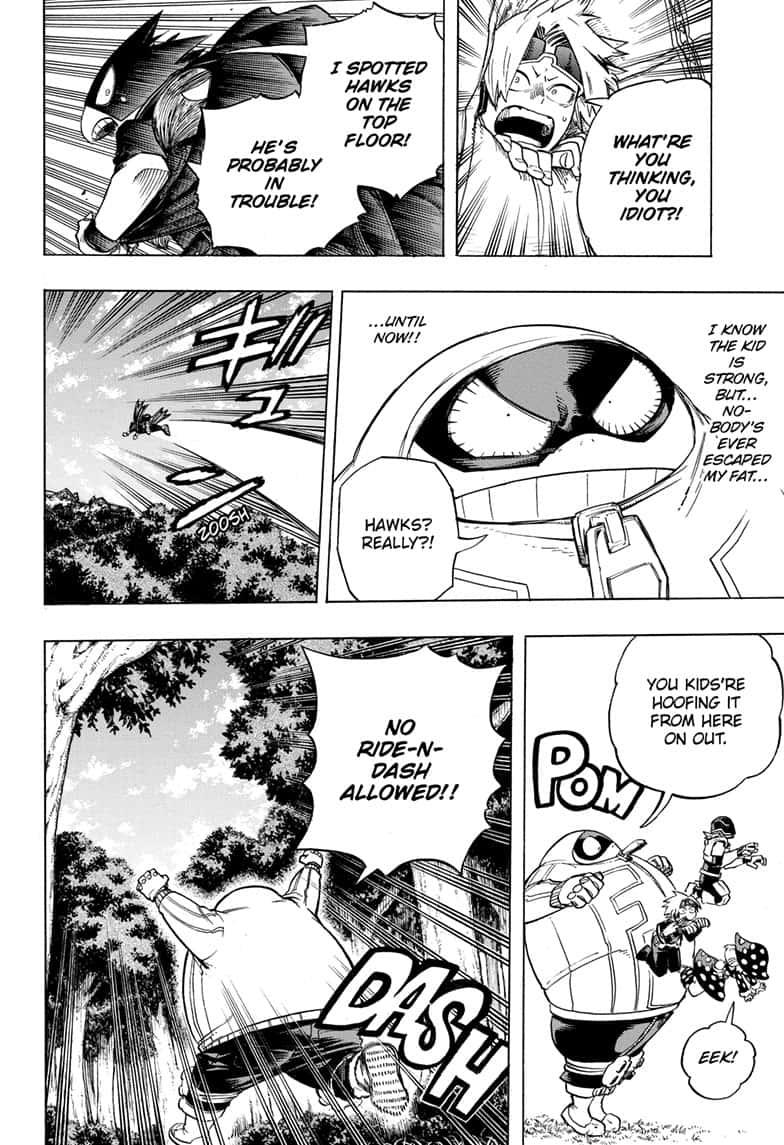 WHAT'RE
YOU
THINKING,
YOU
IDIOT?!
I SPOTTED
HAWKS
ON THE
TOP
FLOOR!
HE'S
PROBABLY
IN
TROUBLE!
I KNOW
THE KID
IS
STRONG,
BUT...
NO-
BODY'S
EVER
ESCAPED
MY FAT...
...UNTIL
NOW!!
HAWKS?
REALLY?!
ギュ
ン
ZOOSH
YOU KIDS'RE
HOOFING IT
FROM HERE
ON OUT.
POM
F
EEK!
NO
RIDE-N-
DASH
ALLOWED!!
DASH